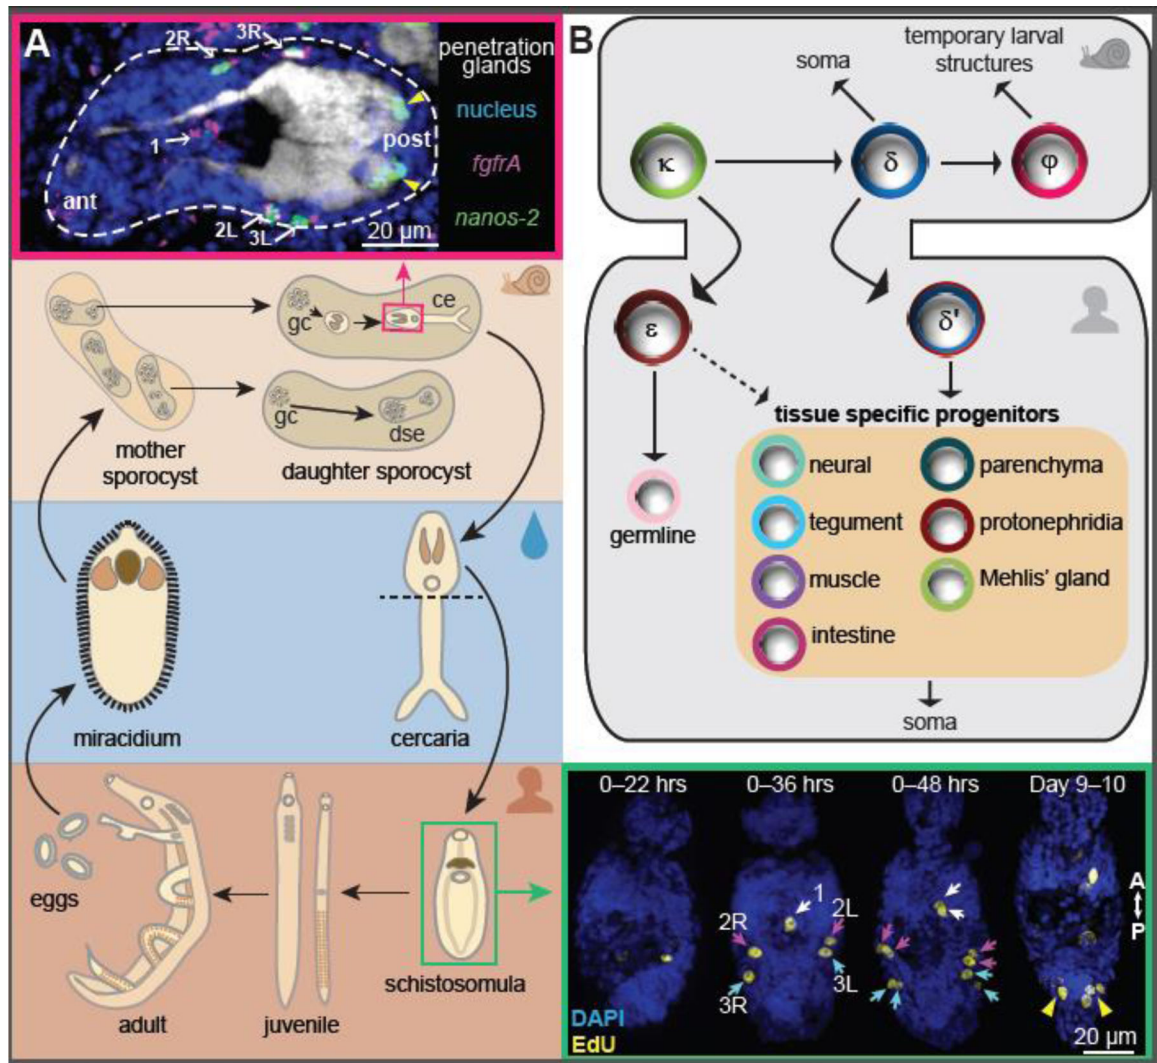 A
2R
3R
penetration
glands
nucleus
fgfrA
nanos-2
1
post
ant
2L
3L
20 µm
ce
gc
gc
dse
mother
sporocyst
daughter sporocyst
miracidium
cercaria
eggs
adult
juvenile
schistosomula
B
soma
temporary larval
structures
κ
δ
φ
ε
δ'
tissue specific progenitors
neural
parenchyma
tegument
protonephridia
muscle
Mehlis' gland
intestine
germline
soma
0–22 hrs
0–36 hrs
0–48 hrs
Day 9–10
1
2R
2L
3R
3L
A
P
DAPI
EdU
20 µm